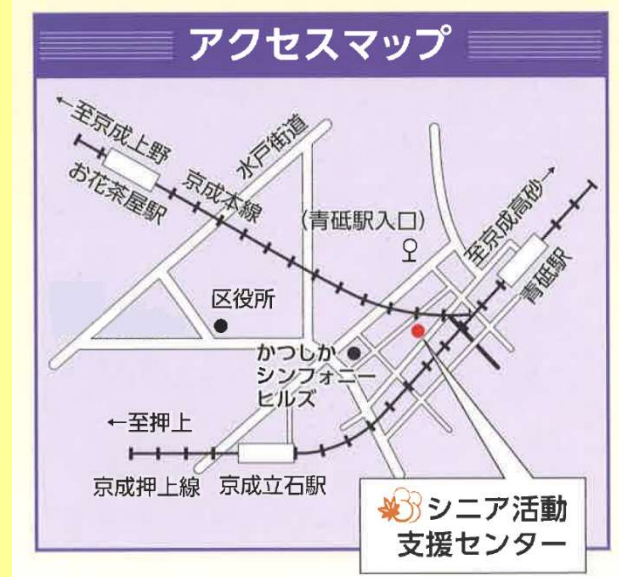 アクセスマップ
←至京成上野
お花茶屋駅
京成本線
水戸街道
(青砥駅入口)
至京成高砂→
青砥駅
区役所
かつしか
シンフォニー
ヒルズ
←至押上
京成押上線
京成立石駅
シニア活動
支援センター